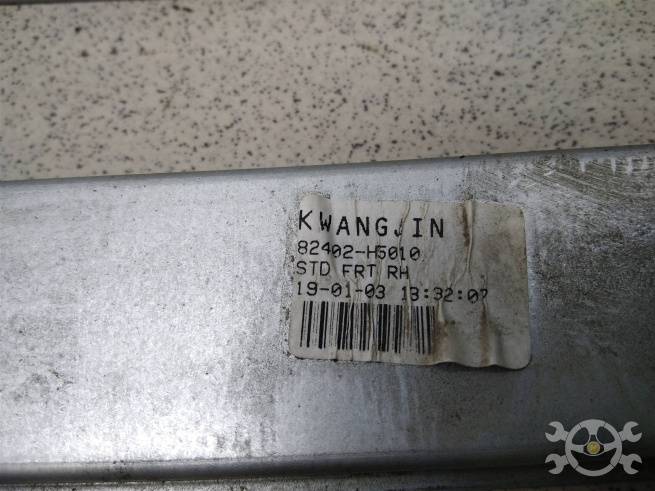 KWANGJIN
82402-H5010
STD FRT RH
19-01-03 13:32:07